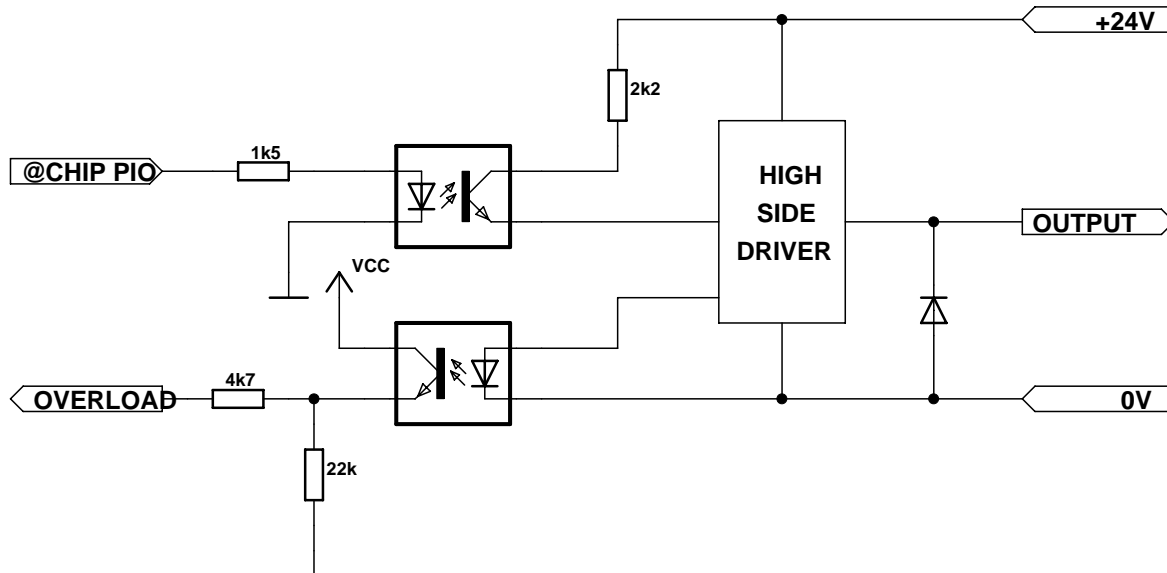 +24V
2k2
1k5
@CHIP PIO
HIGH
SIDE
DRIVER
OUTPUT
VCC
4k7
OVERLOAD
0V
22k